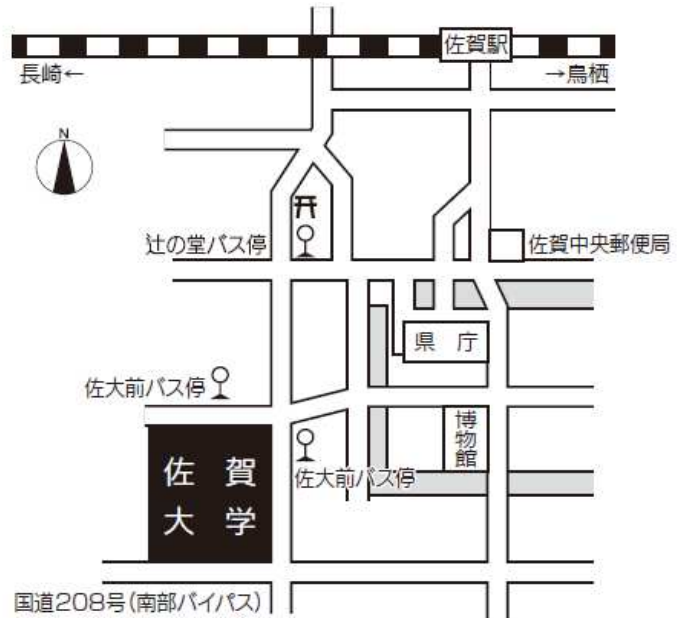 佐賀駅
長崎←
→鳥栖
N
辻の堂バス停
佐賀中央郵便局
県 庁
佐大前バス停
博物館
佐 賀
大 学
佐大前バス停
国道208号(南部バイパス)